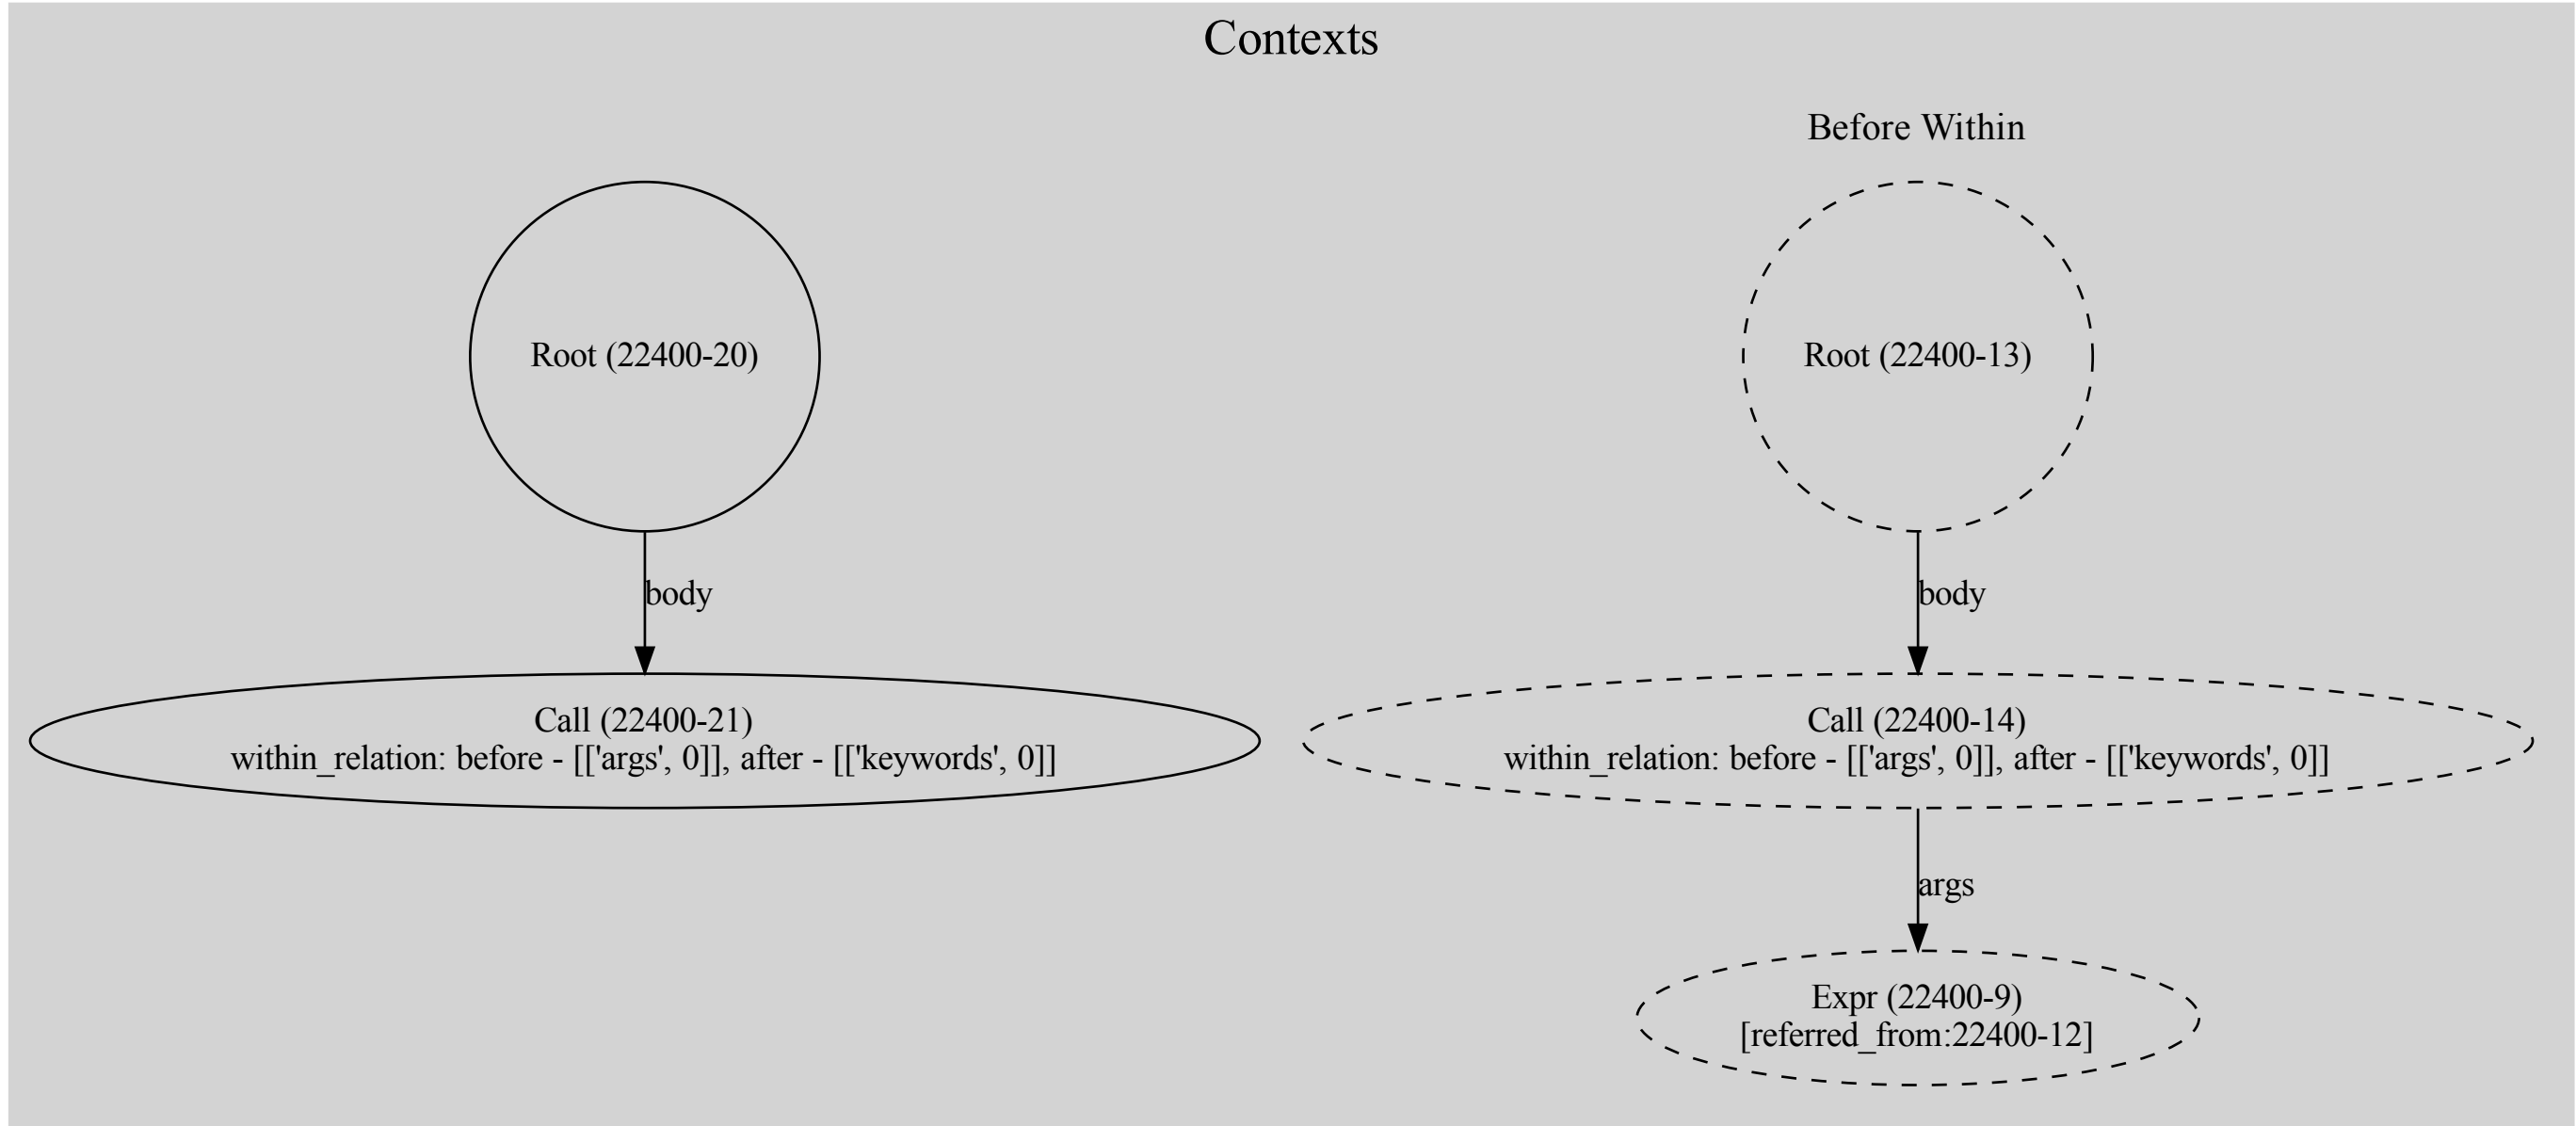 Contexts
Before Within
Root (22400-20)
Root (22400-13)
body
body
Call (22400-21)
within_relation: before - [['args', 0]], after - [['keywords', 0]]
Call (22400-14)
within_relation: before - [['args', 0]], after - [['keywords', 0]]
args
Expr (22400-9)
[referred_from:22400-12]